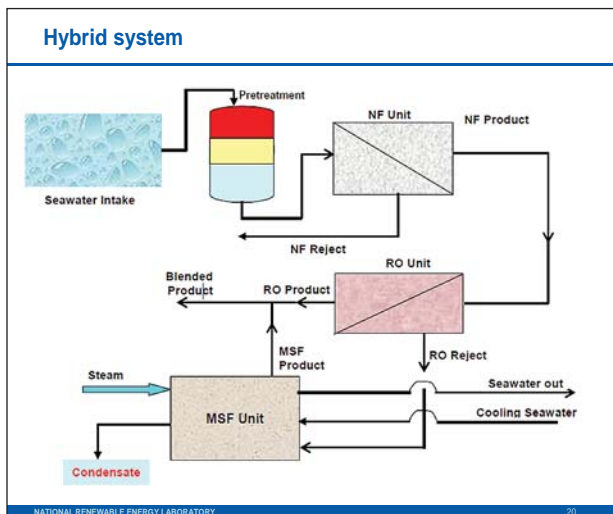 Hybrid system
Pretreatment
NF Unit
NF Product
Seawater Intake
NF Reject
RO Unit
Blended
Product
RO Product
RO Reject
MSF
Product
Steam
Seawater out
MSF Unit
Cooling Seawater
Condensate
NATIONAL RENEWABLE ENERGY LABORATORY
20